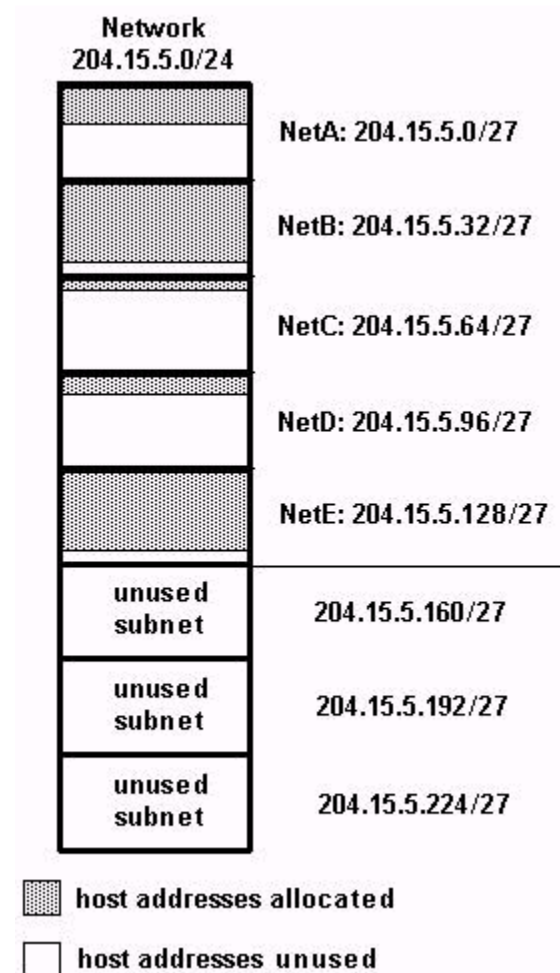 Network
204.15.5.0/24
NetA: 204.15.5.0/27
NetB: 204.15.5.32/27
NetC: 204.15.5.64/27
NetD: 204.15.5.96/27
NetE: 204.15.5.128/27
unused
subnet
204.15.5.160/27
unused
subnet
204.15.5.192/27
unused
subnet
204.15.5.224/27
host addresses allocated
host addresses unused